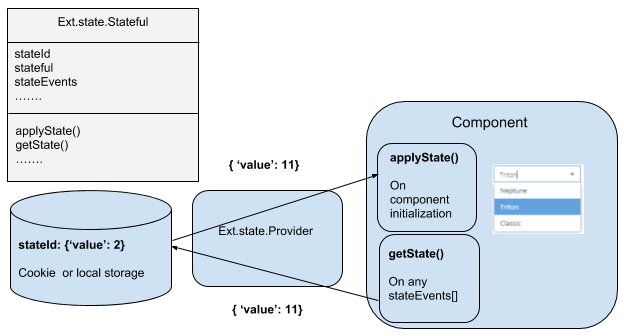 Ext.state.Stateful
stateId
stateful
stateEvents
…….
applyState()
getState()
…….
{ ‘value’: 11}
stateId: {‘value’: 2}
Cookie or local storage
Ext.state.Provider
{ ‘value’: 11}
Component
applyState()
On
component
initialization
getState()
On any
stateEvents[]
Triton
Neptune
Triton
Classic